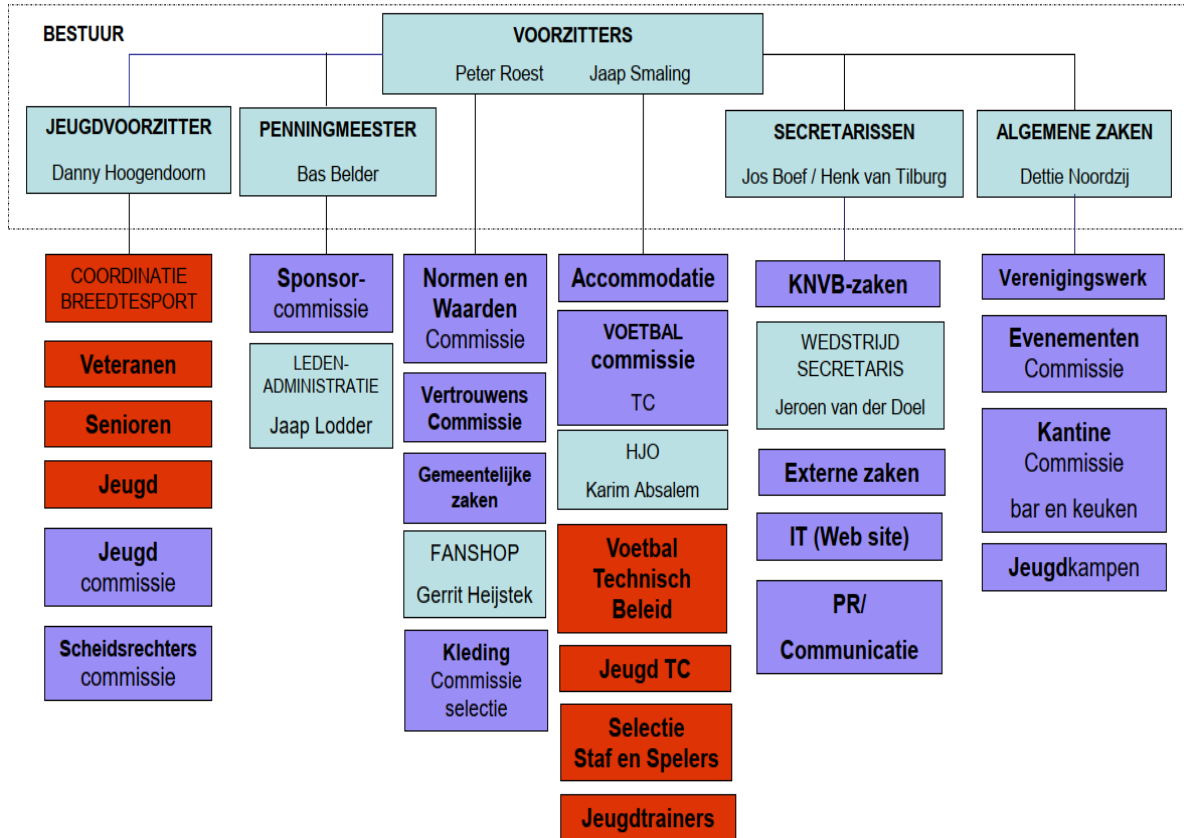 BESTUUR
VOORZITTERS
Peter Roest Jaap Smaling
JEUGDVOORZITTER
Danny Hoogendoorn
PENNINGMEESTER
Bas Belder
SECRETARISSEN
Jos Boef / Henk van Tilburg
ALGEMENE ZAKEN
Dettie Noordzij
COORDINATIE
BREEDTESPORT
Veteranen
Senioren
Jeugd
Jeugd
commissie
Scheidsrechters
commissie
Sponsor-
commissie
LEDEN-
ADMINISTRATIE
Jaap Lodder
Normen en
Waarden
Commissie
Vertrouwens
Commissie
Gemeentelijke
zaken
FANSHOP
Gerrit Heijstek
Kleding
Commissie
selectie
Accommodatie
VOETBAL
commissie
TC
HJO
Karim Absalem
Voetbal
Technisch
Beleid
Jeugd TC
Selectie
Staf en Spelers
Jeugdtrainers
KNVB-zaken
WEDSTRIJD
SECRETARIS
Jeroen van der Doel
Externe zaken
IT (Web site)
PR/
Communicatie
Verenigingswerk
Evenementen
Commissie
Kantine
Commissie
bar en keuken
Jeugdkampen